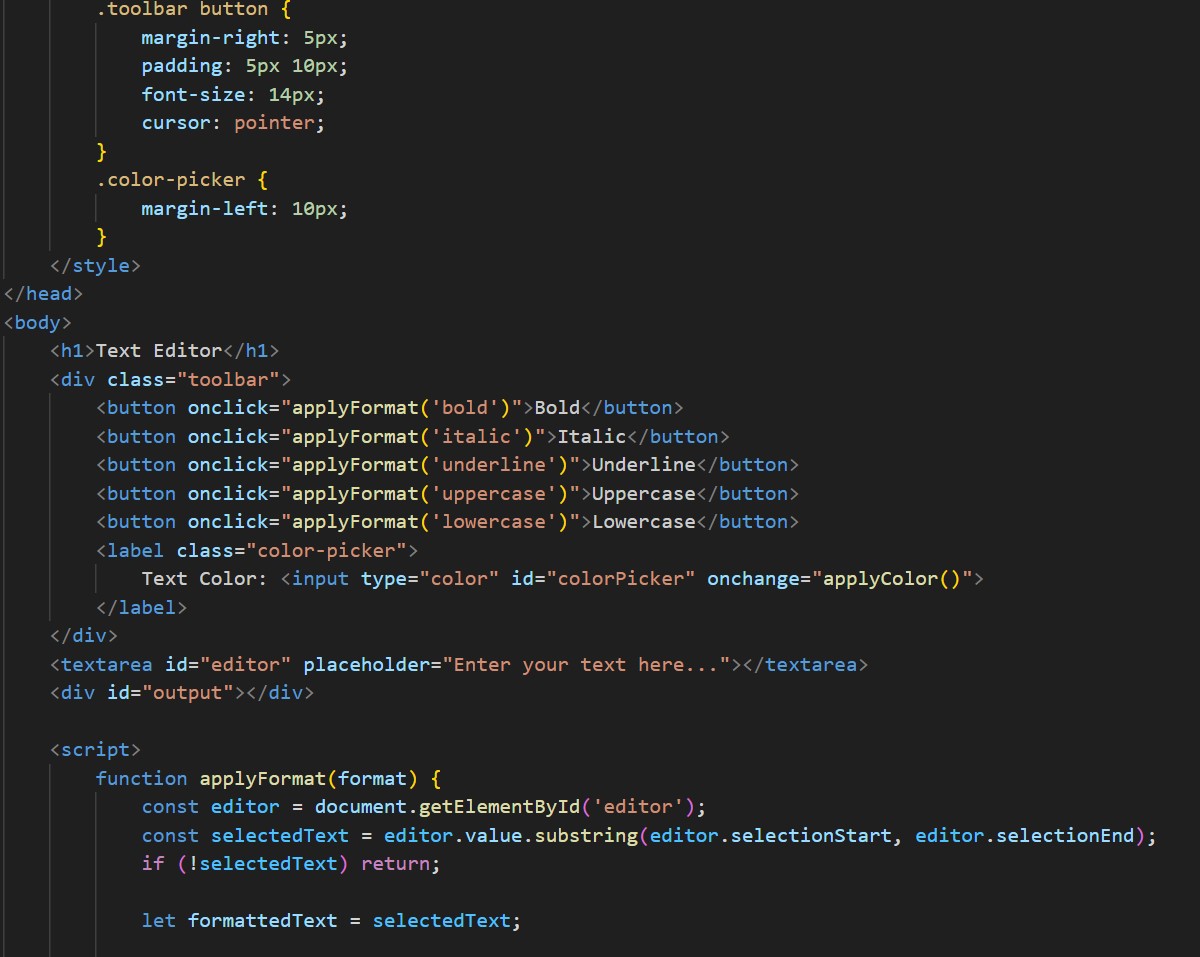 .toolbar button {
margin-right: 5px;
padding: 5px 10px;
font-size: 14px;
cursor: pointer;
}
.color-picker {
margin-left: 10px;
}
</style>
</head>
<body>
<h1>Text Editor</h1>
<div class="toolbar">
<button onclick="applyFormat('bold')">Bold</button>
<button onclick="applyFormat('italic')">Italic</button>
<button onclick="applyFormat('underline')">Underline</button>
<button onclick="applyFormat('uppercase')">Uppercase</button>
<button onclick="applyFormat('lowercase')">Lowercase</button>
<label class="color-picker">
Text Color: <input type="color" id="colorPicker" onchange="applyColor()">
</label>
</div>
<textarea id="editor" placeholder="Enter your text here..."></textarea>
<div id="output"></div>
<script>
function applyFormat(format) {
const editor = document.getElementById('editor');
const selectedText = editor.value.substring(editor.selectionStart, editor.selectionEnd);
if (!selectedText) return;
let formattedText = selectedText;